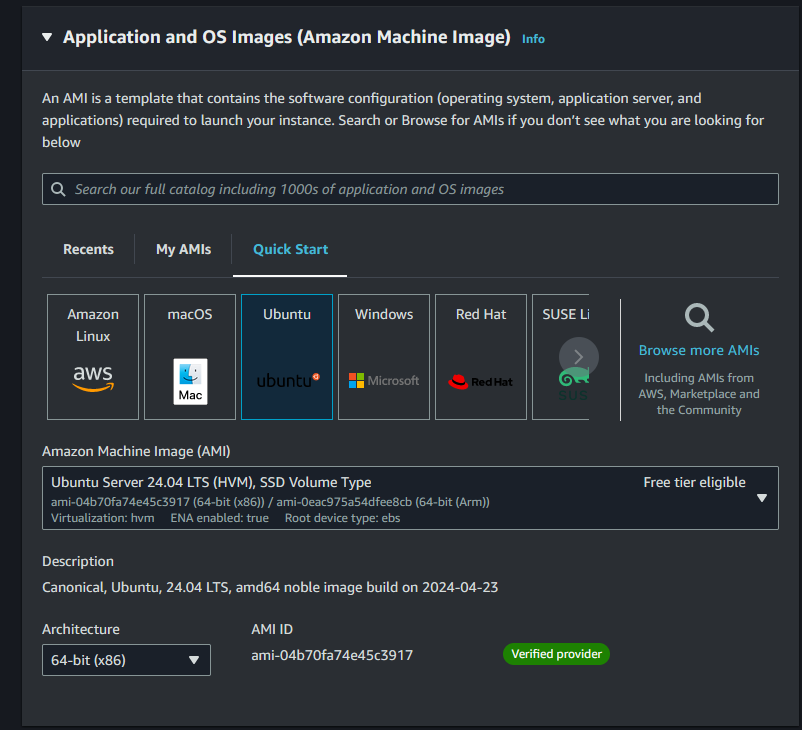 Application and OS Images (Amazon Machine Image) Info
An AMI is a template that contains the software configuration (operating system, application server, and
applications) required to launch your instance. Search or Browse for AMIs if you don't see what you are looking for
below
Search our full catalog including 1000s of application and OS images
Recents My AMIs Quick Start
Amazon
Linux
aws
macOS
Mac
Ubuntu
ubuntu
Windows
Microsoft
Red Hat
Red Hat
SUSE Li
SUS
Browse more AMIs
Including AMIs from
AWS, Marketplace and
the Community
Amazon Machine Image (AMI)
Ubuntu Server 24.04 LTS (HVM), SSD Volume Type Free tier eligible
ami-04b70fa74e45c3917 (64-bit (x86)) / ami-0eac975a54dfee8cb (64-bit (Arm))
Virtualization: hvm ENA enabled: true Root device type: ebs
Description
Canonical, Ubuntu, 24.04 LTS, amd64 noble image build on 2024-04-23
Architecture AMI ID
64-bit (x86) ami-04b70fa74e45c3917 Verified provider